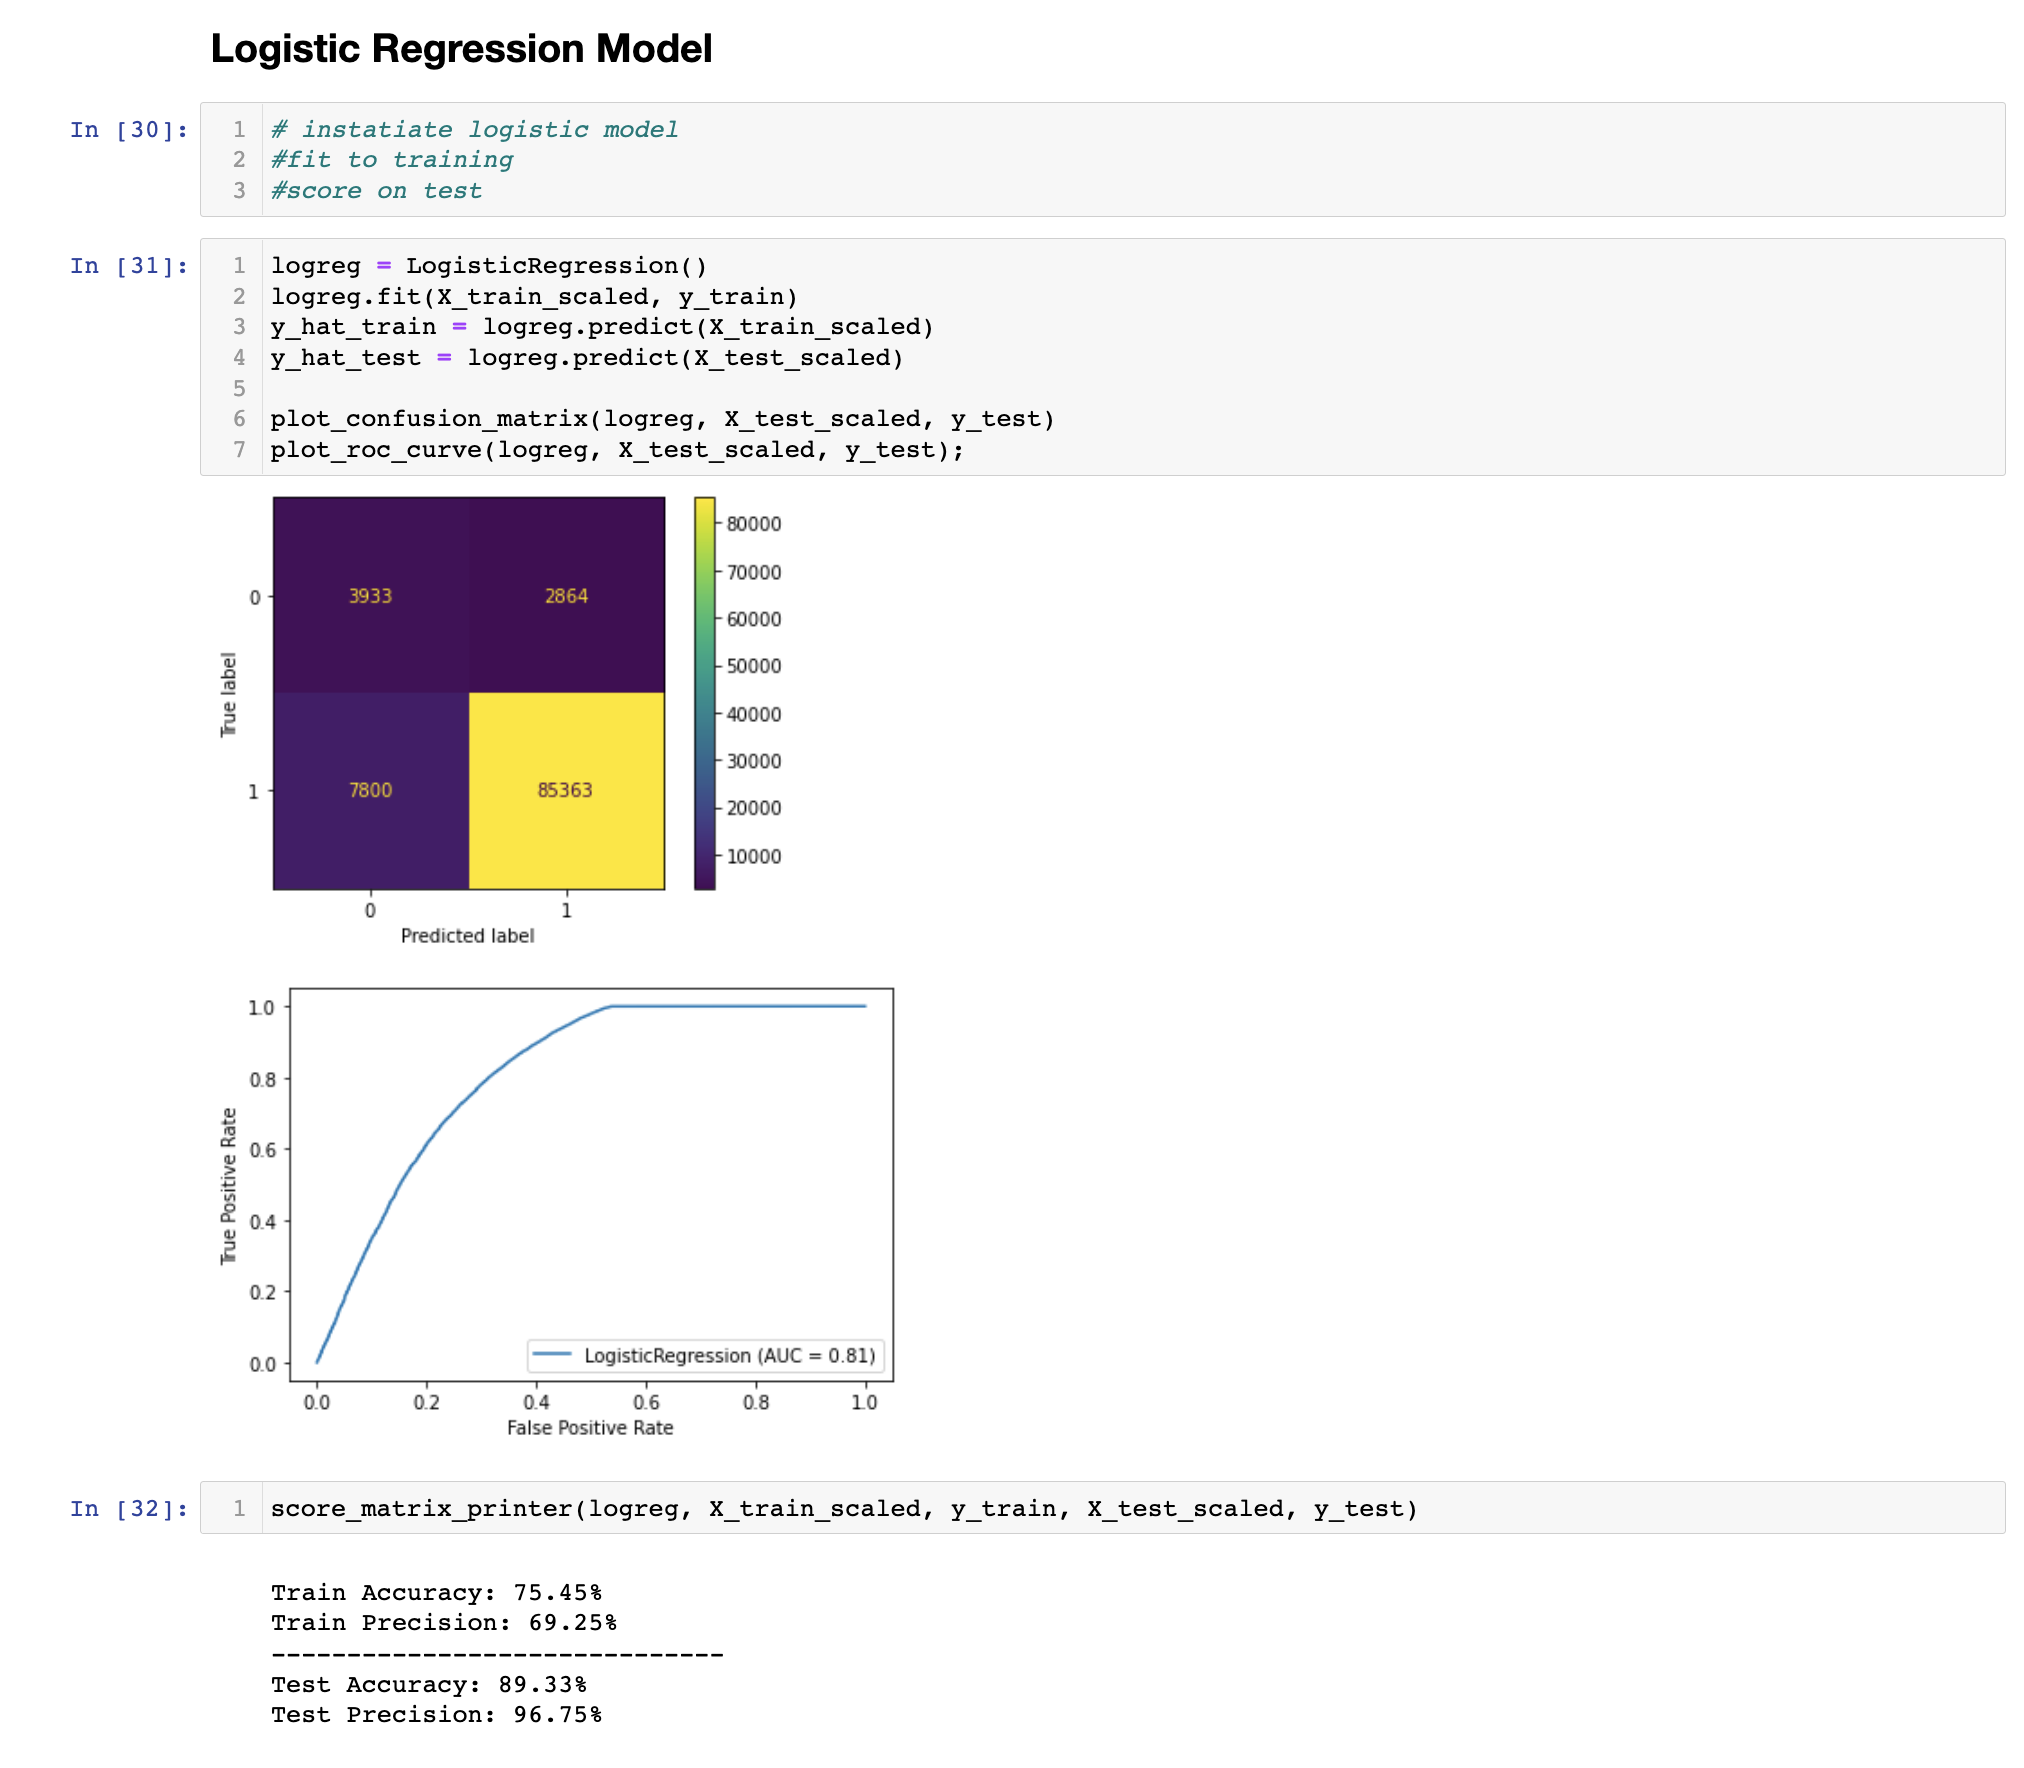 Logistic Regression Model
In [30]:
1 # instatiate logistic model
2 #fit to training
3 #score on test
In [31]:
1 logreg = LogisticRegression()
2 logreg.fit(X_train_scaled, y_train)
3 y_hat_train = logreg.predict(X_train_scaled)
4 y_hat_test = logreg.predict(X_test_scaled)
5
6 plot_confusion_matrix(logreg, X_test_scaled, y_test)
7 plot_roc_curve(logreg, X_test_scaled, y_test);
80000
70000
60000
50000
40000
30000
20000
10000
0
3933 2864
True label
1
7800 85363
0 1
Predicted label
1.0
0.8
0.6
0.4
0.2
0.0
True Positive Rate
LogisticRegression (AUC = 0.81)
0.0 0.2 0.4 0.6 0.8 1.0
False Positive Rate
In [32]:
1 score_matrix_printer(logreg, X_train_scaled, y_train, X_test_scaled, y_test)
Train Accuracy: 75.45%
Train Precision: 69.25%
------------------------------
Test Accuracy: 89.33%
Test Precision: 96.75%